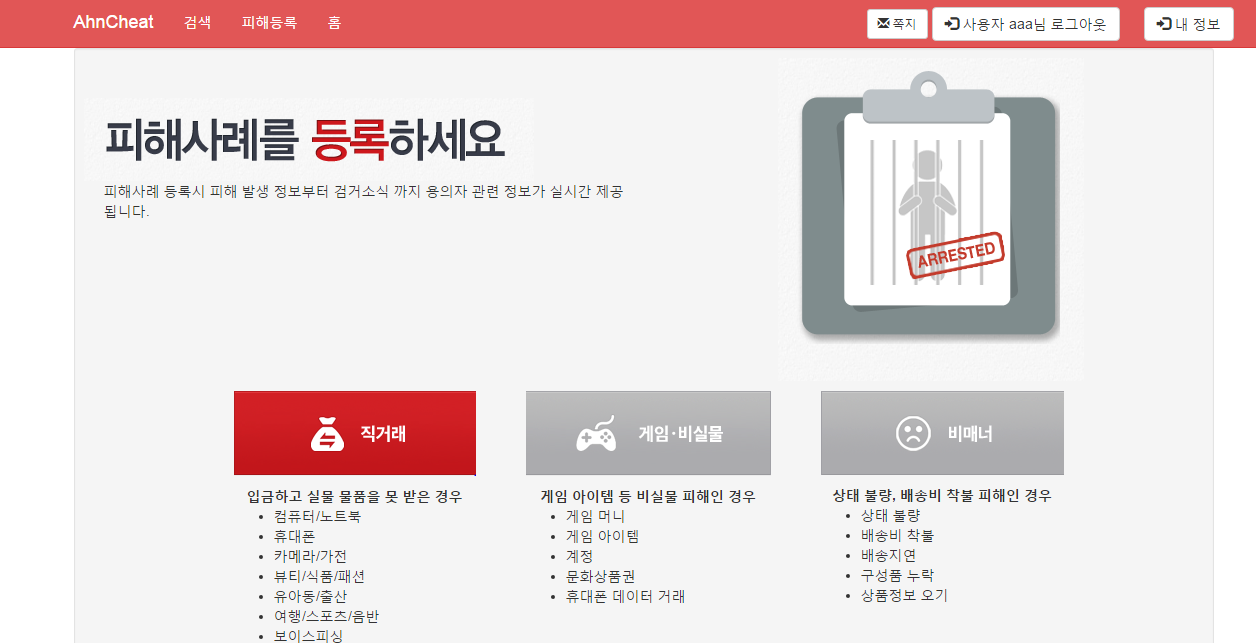 AhnCheat 검색 피해등록 홈 쪽지 사용자 aaa님 로그아웃 내 정보
피해사례를 등록하세요
피해사례 등록시 피해 발생 정보부터 검거소식 까지 용의자 관련 정보가 실시간 제공
됩니다.
ARRESTED
직거래
입금하고 실물 물품을 못 받은 경우
컴퓨터/노트북
휴대폰
카메라/가전
뷰티/식품/패션
유아동/출산
여행/스포츠/음반
보이스피싱
게임·비실물
게임 아이템 등 비실물 피해인 경우
게임 머니
게임 아이템
계정
문화상품권
휴대폰 데이터 거래
비매너
상태 불량, 배송비 착불 피해인 경우
상태 불량
배송비 착불
배송지연
구성품 누락
상품정보 오기